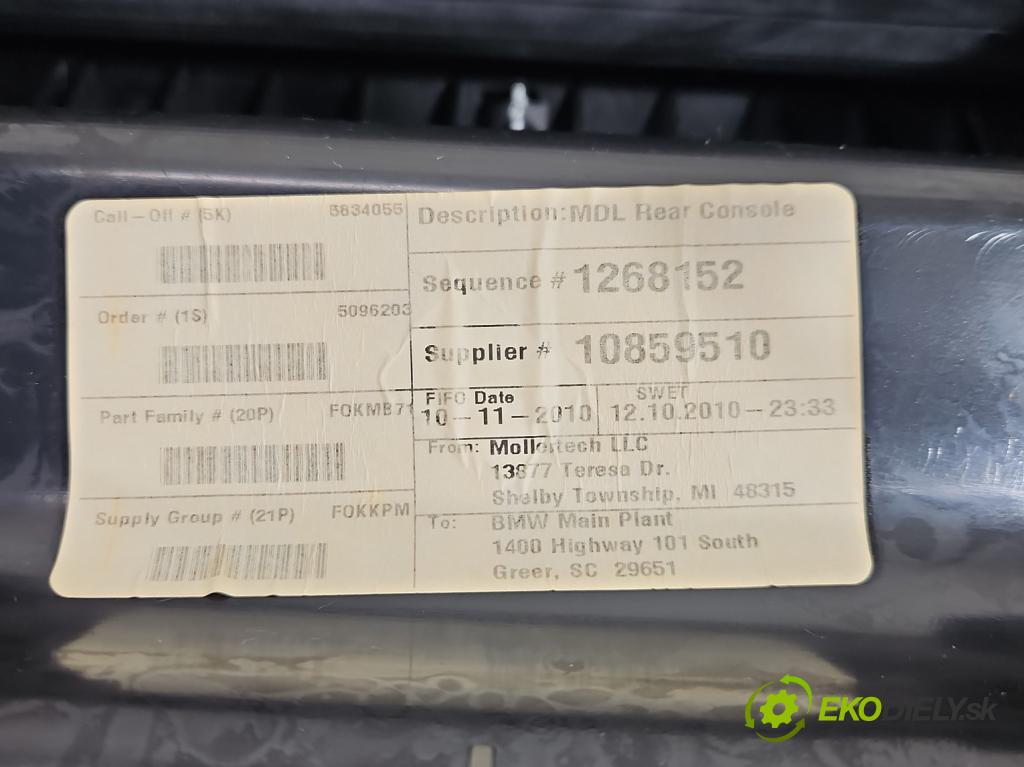 Call-Off # (5K) 5834055
Order # (1S) 5096203
Part Family # (20P) FOKMB71
Supply Group # (21P) FOKKPM
Description: MDL Rear Console
Sequence # 1268152
Supplier # 10859510
FIFO Date
10-11-2010
SWET
12.10.2010-23:33
From: Mollertech LLC
13877 Teresa Dr.
Shelby Township, MI 48315
To: BMW Main Plant
1400 Highway 101 South
Greer, SC 29651
EKODIELY.sk